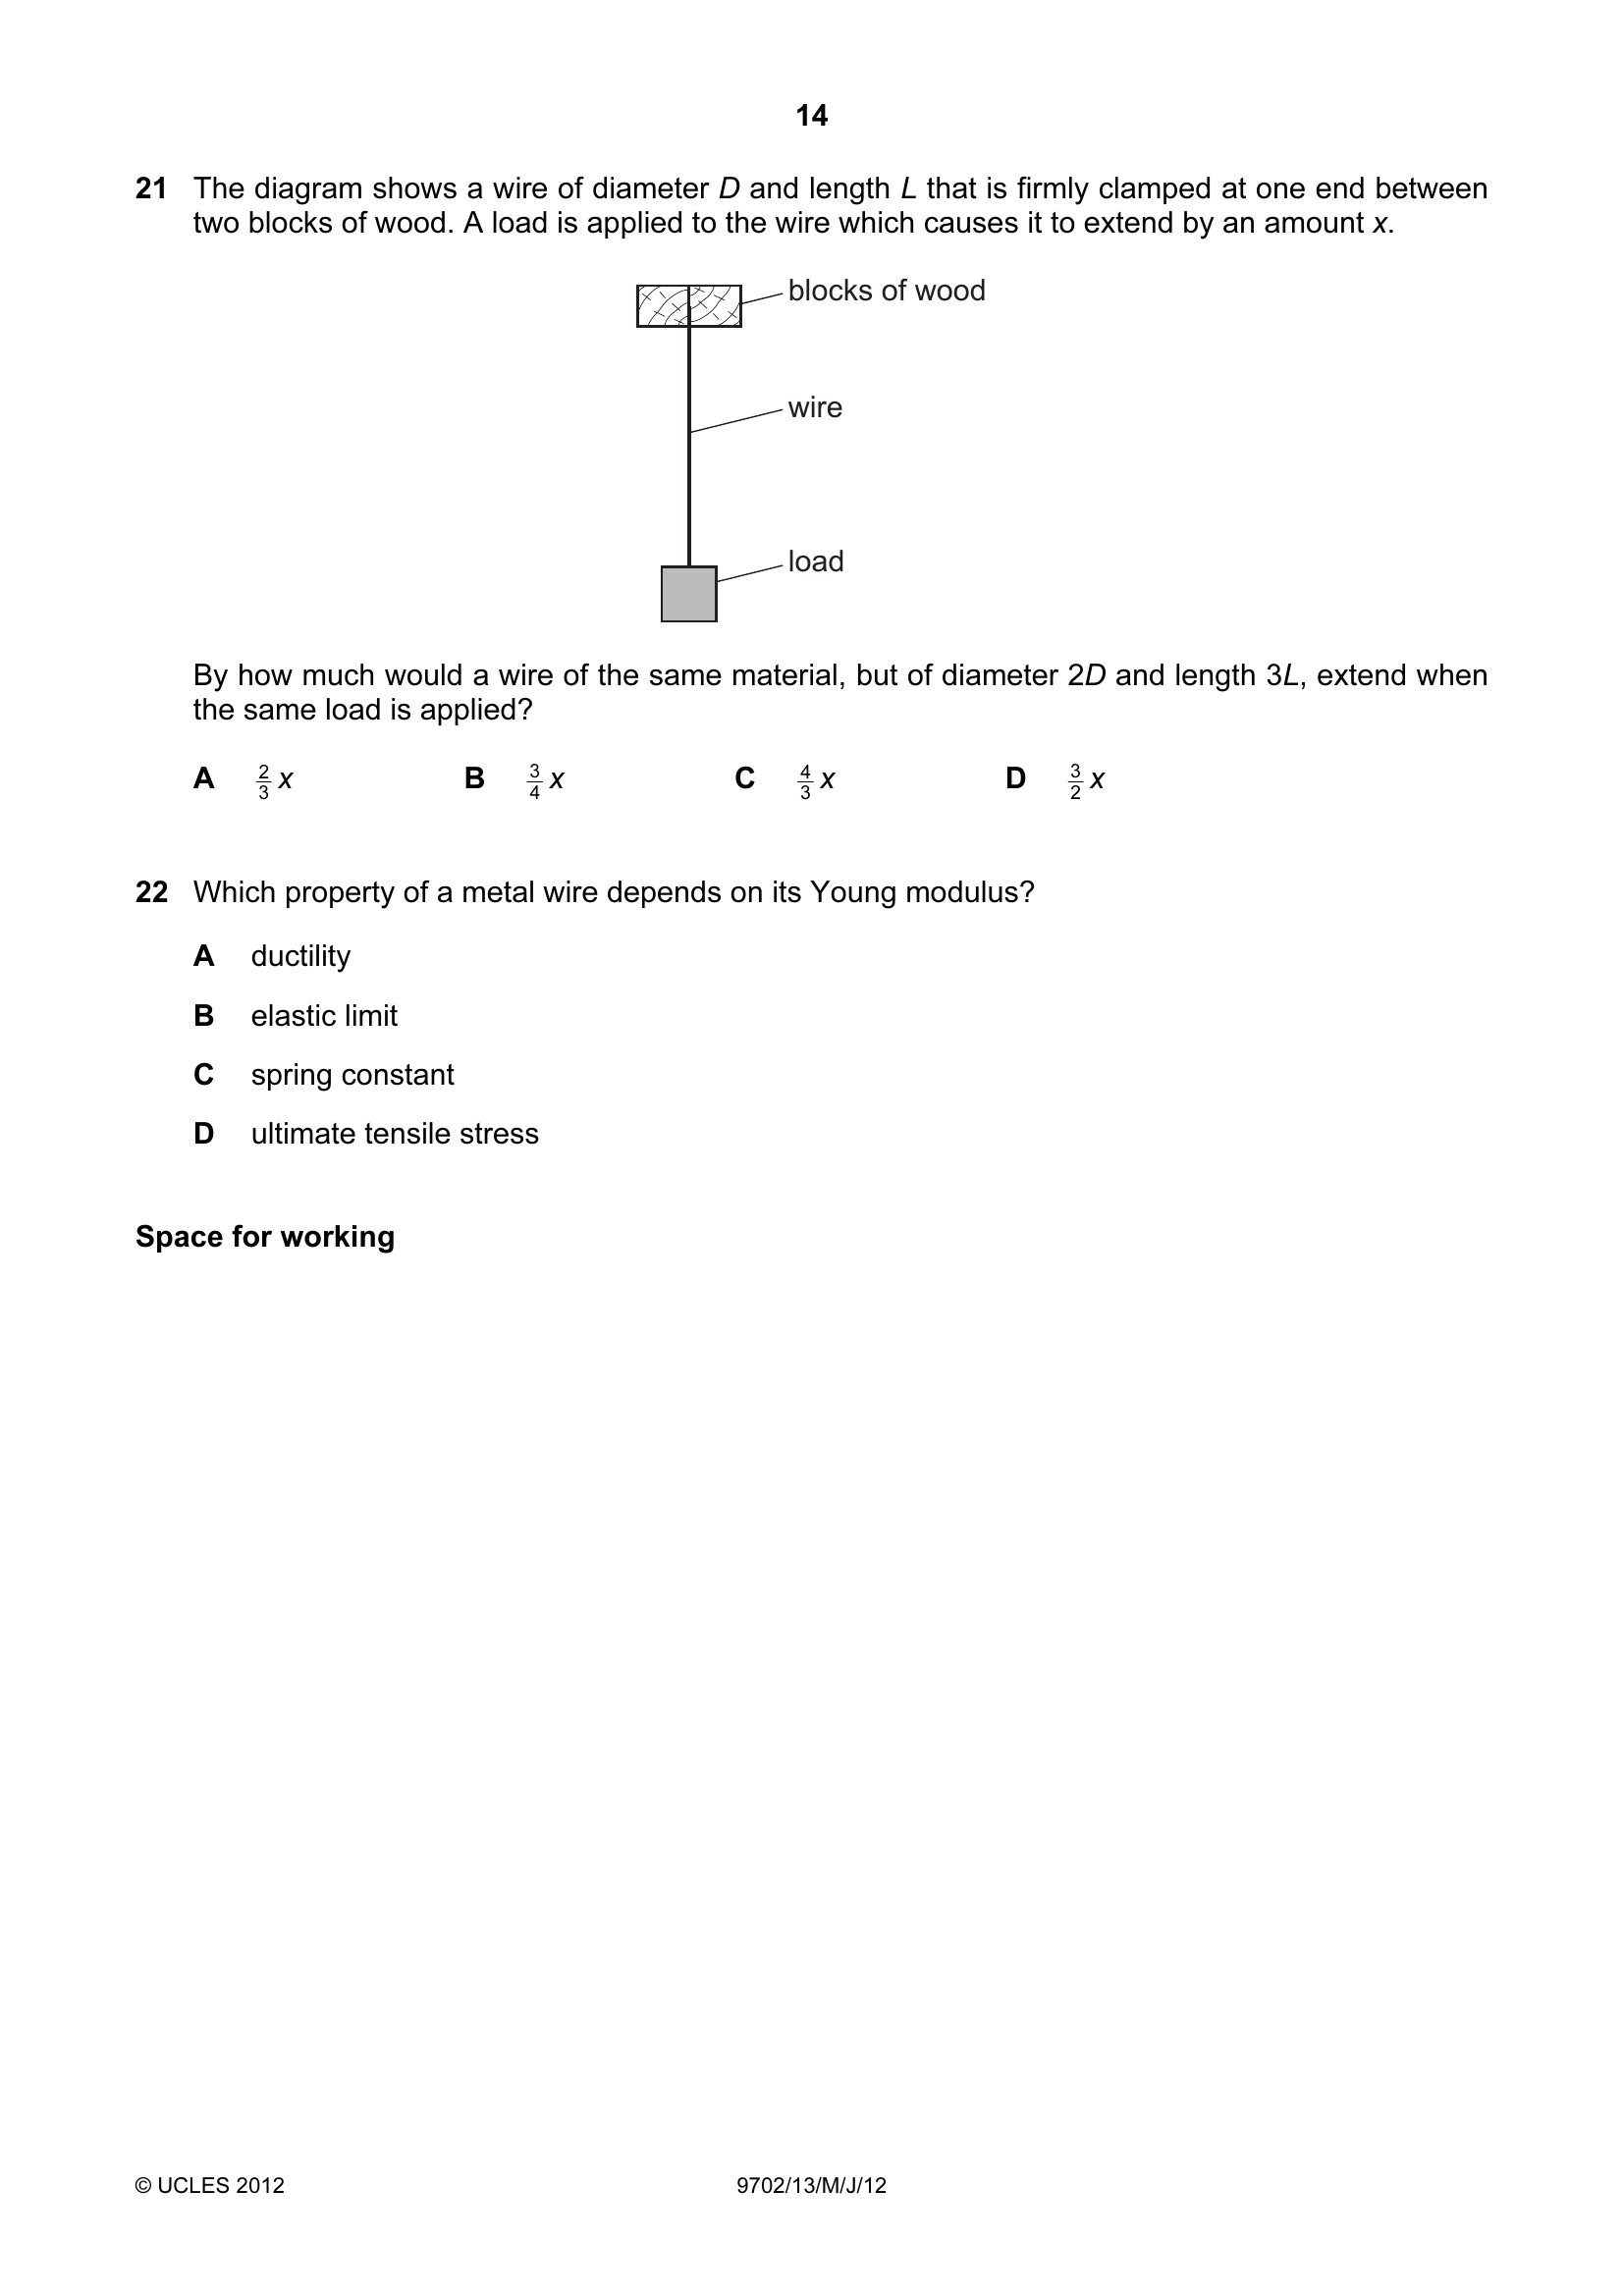 14
21 The diagram shows a wire of diameter D and length L that is firmly clamped at one end between
two blocks of wood. A load is applied to the wire which causes it to extend by an amount x.
blocks of wood
wire
load
By how much would a wire of the same material, but of diameter 2D and length 3L, extend when
the same load is applied?
A 2/3 x B 3/4 x C 4/3 x D 3/2 x
22 Which property of a metal wire depends on its Young modulus?
A ductility
B elastic limit
C spring constant
D ultimate tensile stress
Space for working
© UCLES 2012 9702/13/M/J/12